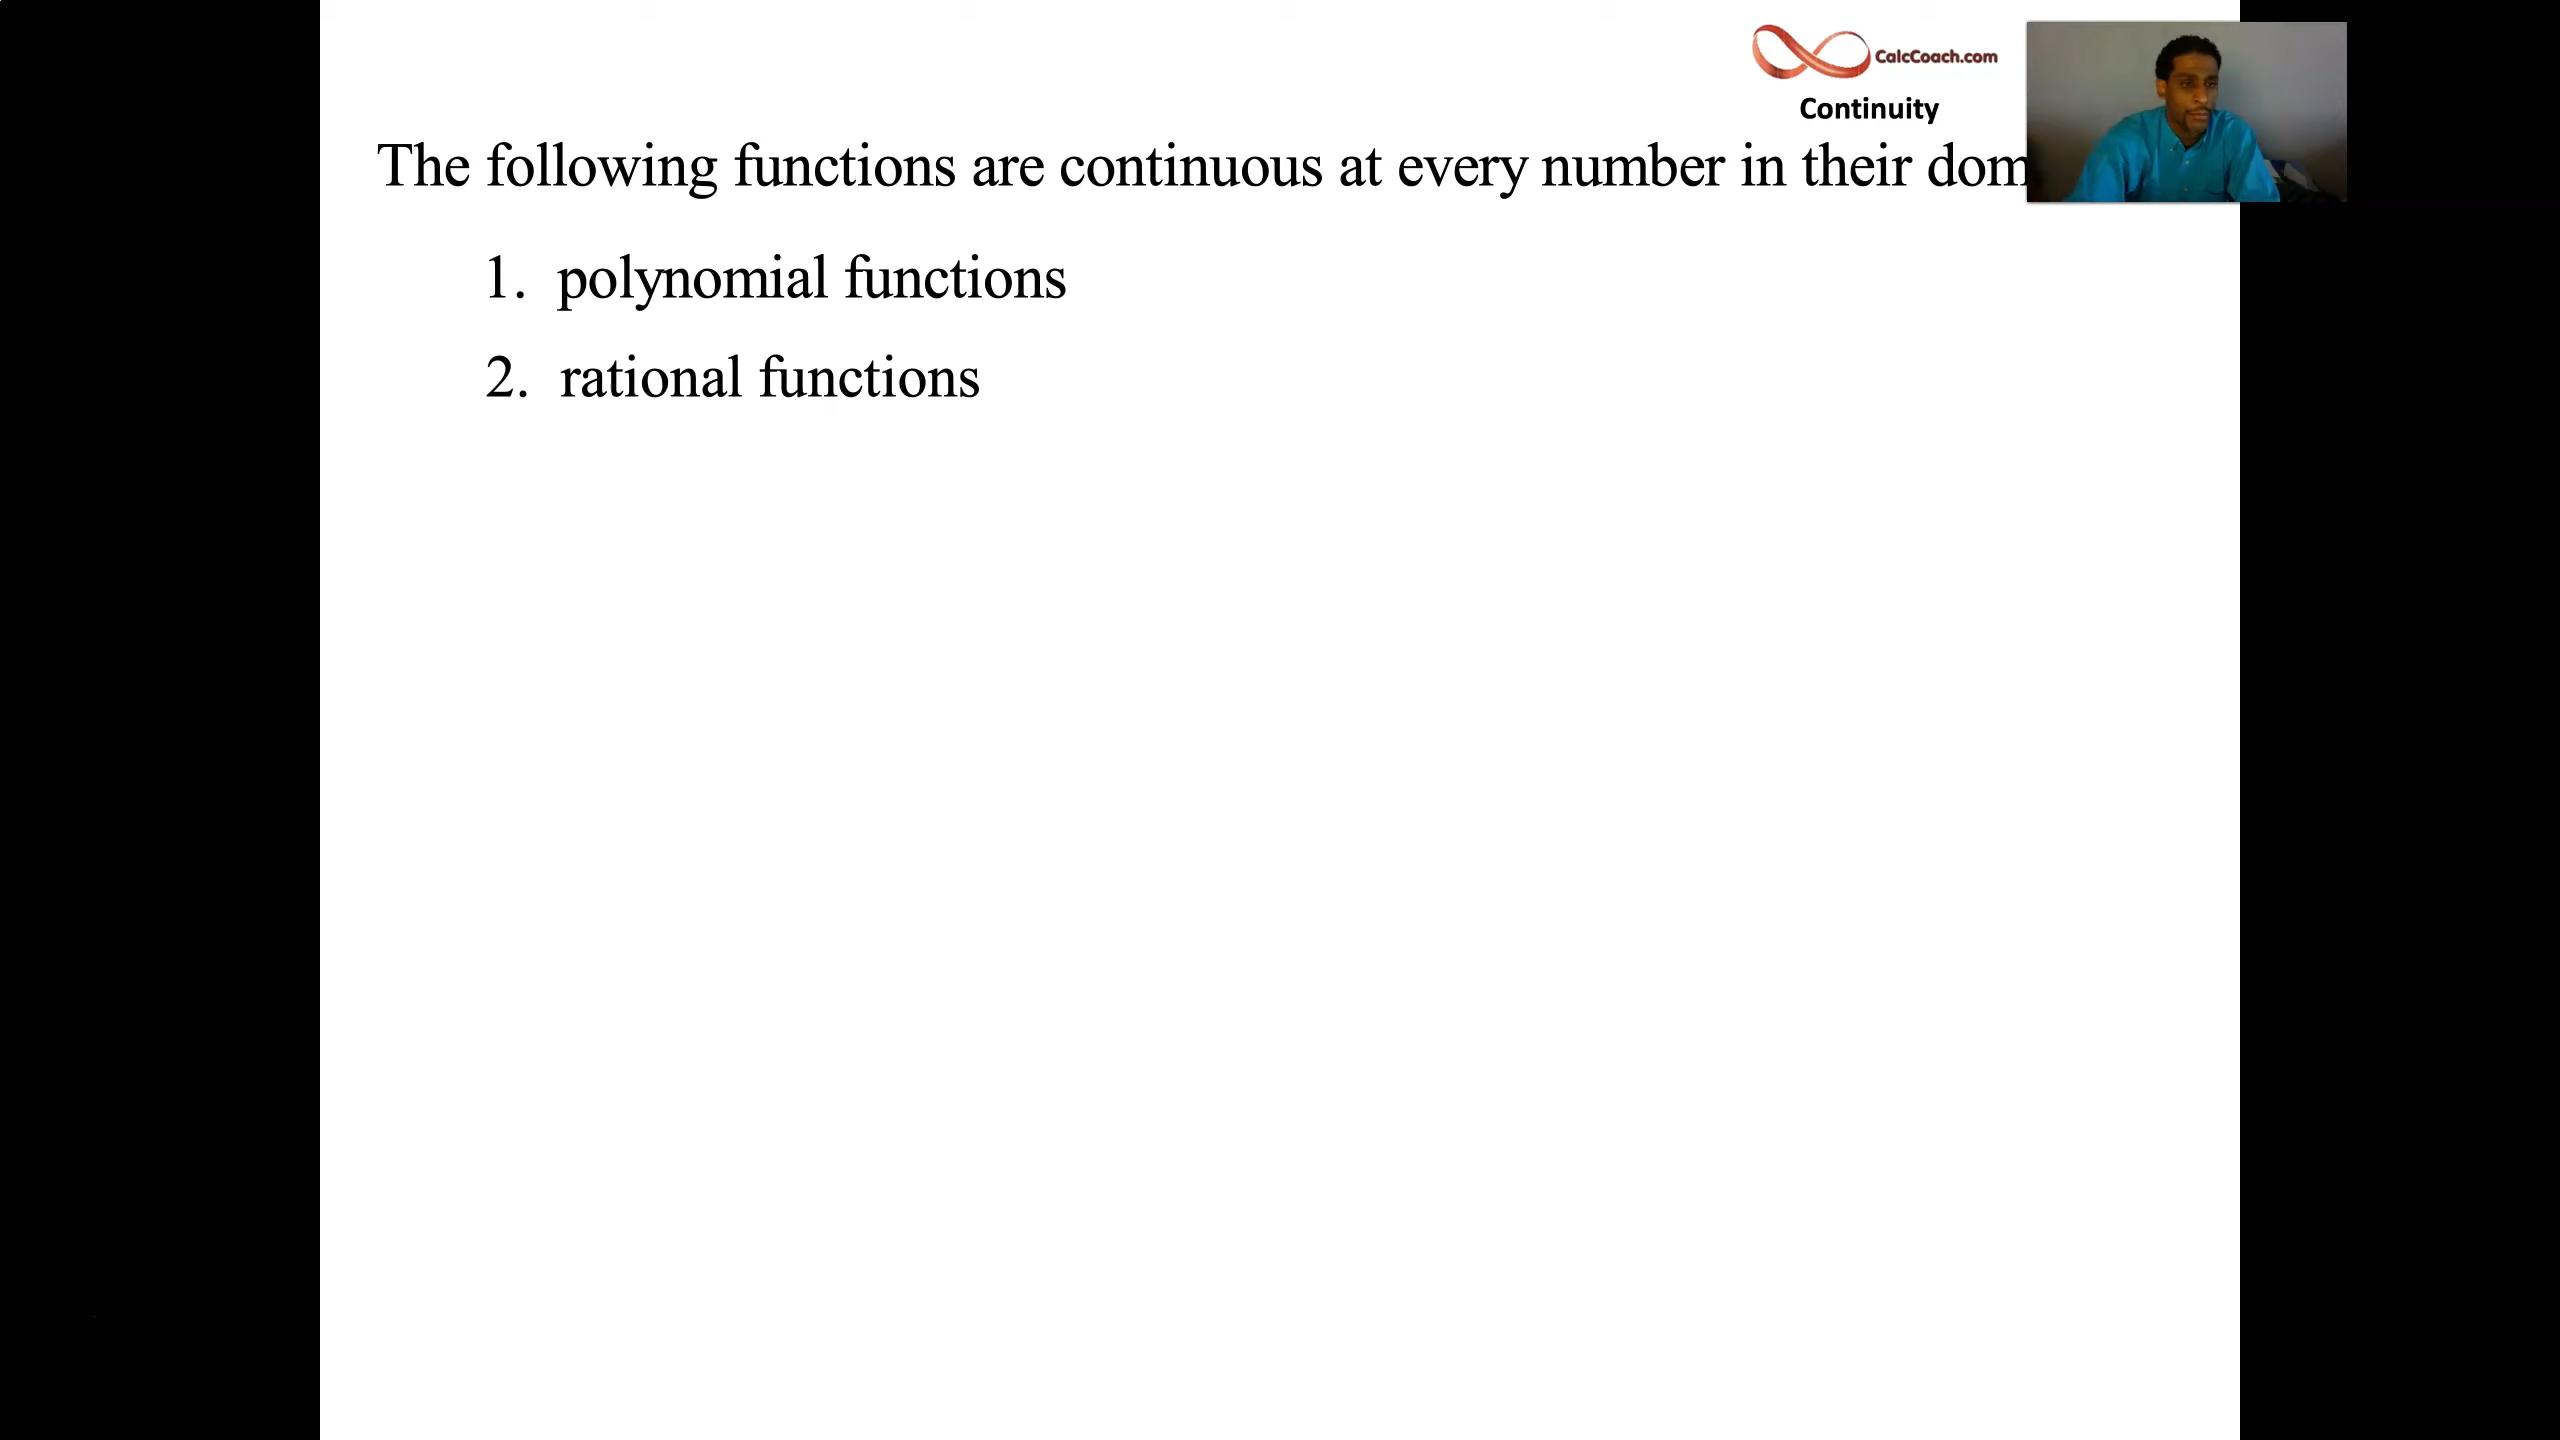 CalcCoach.com
Continuity
The following functions are continuous at every number in their dom
1. polynomial functions
2. rational functions